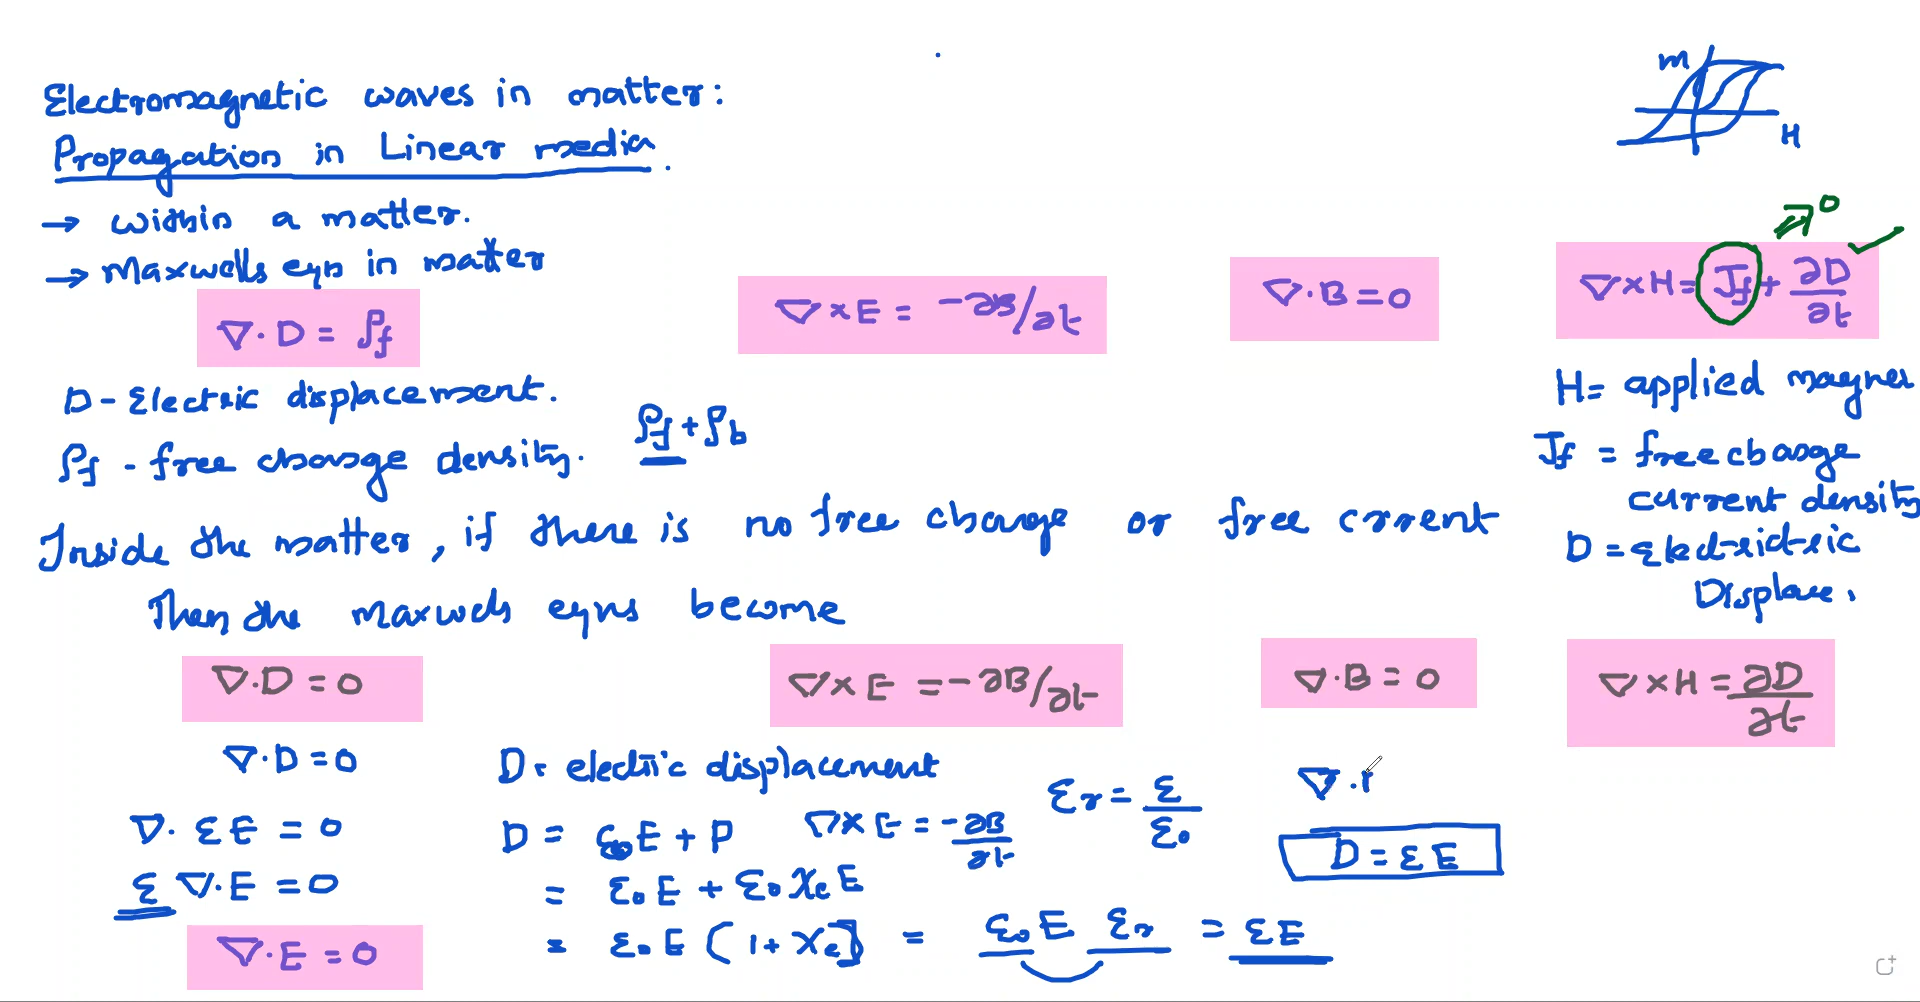 Electromagnetic waves in matter:
Propagation in Linear media.
→ within a matter.
→ Maxwells eqn in matter
M
H
∇·D = ρf
∇×E = -∂B/∂t
∇·B = 0
∇×H = Jf + ∂D/∂t
→ 0 ✓
D - Electric displacement.
ρf - free charge density.
ρf + ρb
H = applied magnet
Jf = free charge
current density
D =
Displace.
Inside the matter, if there is no free charge or free current
Then the maxwels eqns become
∇·D = 0
∇×E = -∂B/∂t
∇·B = 0
∇×H = ∂D/∂t
∇·D = 0
∇·εE = 0
ε ∇·E = 0
∇·E = 0
D = electric displacement
D = ε₀E + P
= ε₀E + ε₀χeE
= ε₀E (1 + χe) = ε₀E εr = εE
∇×E = -∂B/∂t
εr = ε/ε₀
∇·
D = εE